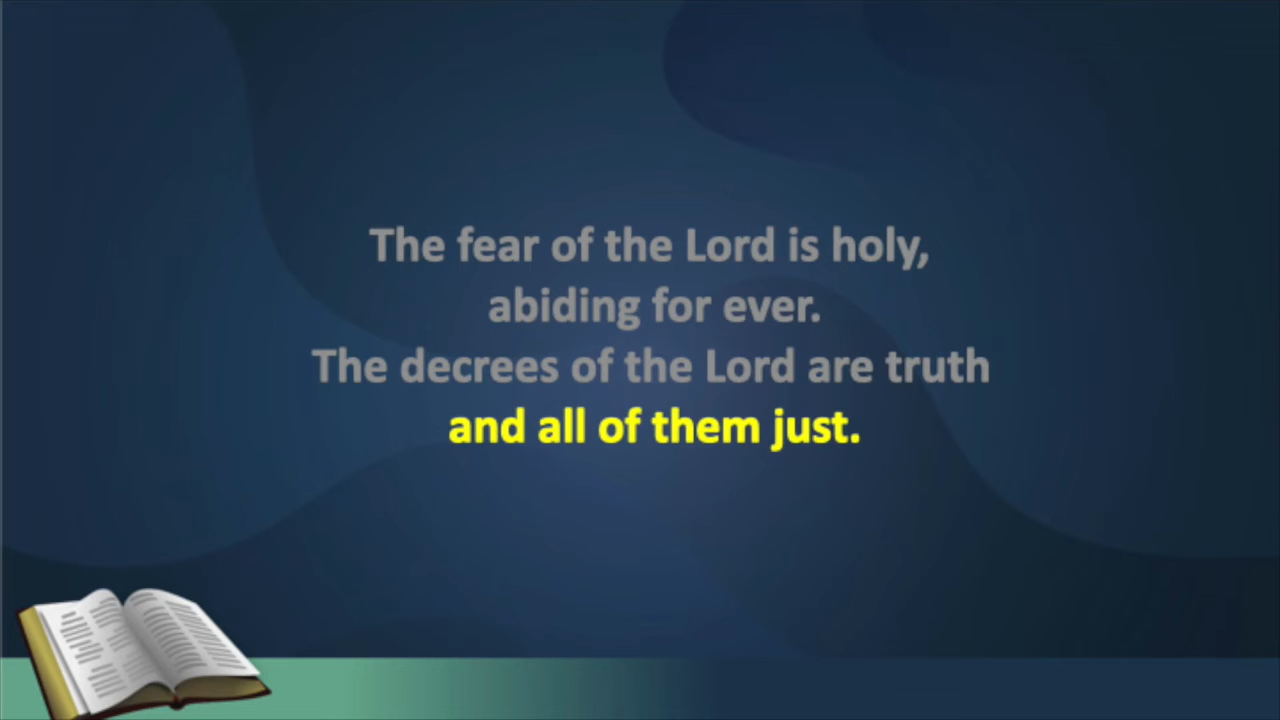 The fear of the Lord is holy,
abiding for ever.
The decrees of the Lord are truth
and all of them just.